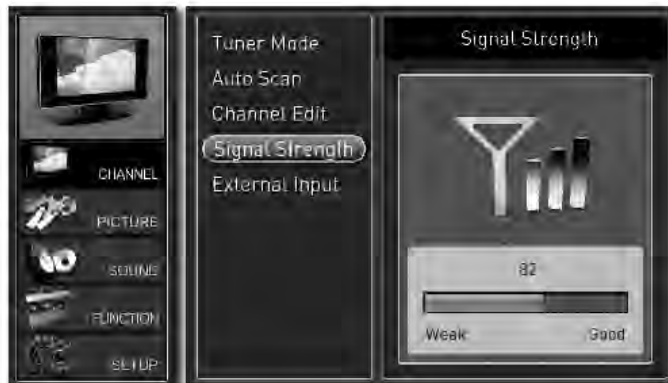 CHANNEL
PICTURE
SOUND
FUNCTION
SETUP
Tuner Mode
Auto Scan
Channel Edit
Signal Strength
External Input
Signal Strength
82
Weak Good